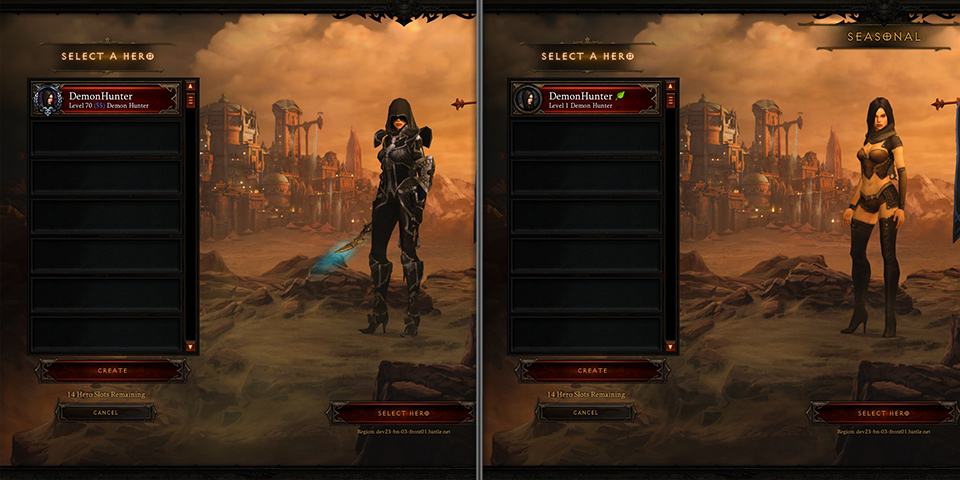 SELECT A HERO
DemonHunter
Level 70 (55) Demon Hunter
CREATE
14 Hero Slots Remaining
CANCEL
SELECT HERO
Region: dev23-bn-03-front01.battle.net
SEASONAL
SELECT A HERO
DemonHunter
Level 1 Demon Hunter
CREATE
14 Hero Slots Remaining
CANCEL
SELECT HERO
Region: dev23-bn-03-front01.battle.net